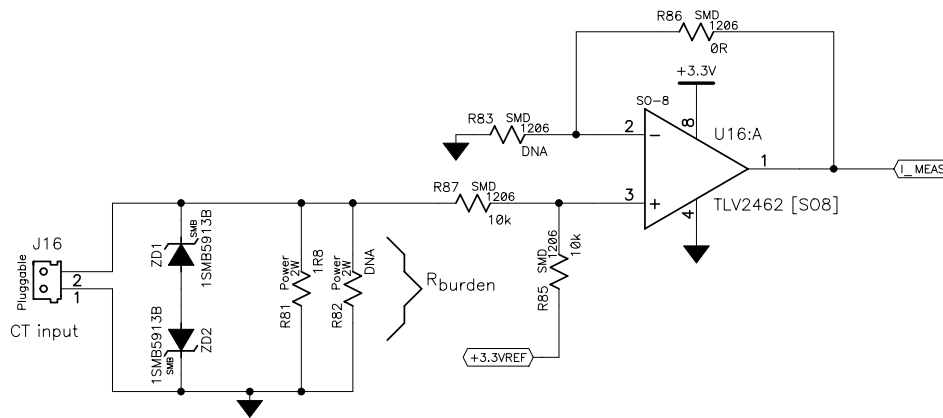 R86
SMD
1206
0R
+3.3V
SO-8
R83
SMD
1206
DNA
2
8
U16:A
1
I_MEAS
3
4
TLV2462 [SO8]
R87
SMD
1206
10k
SMD
1206
R85
10k
+3.3VREF
J16
Pluggable
2
1
CT input
ZD1
SMB
1SMB5913B
1SMB5913B
SMB
ZD2
Power
2W
1R8
R81
Power
2W
DNA
R82
Rburden